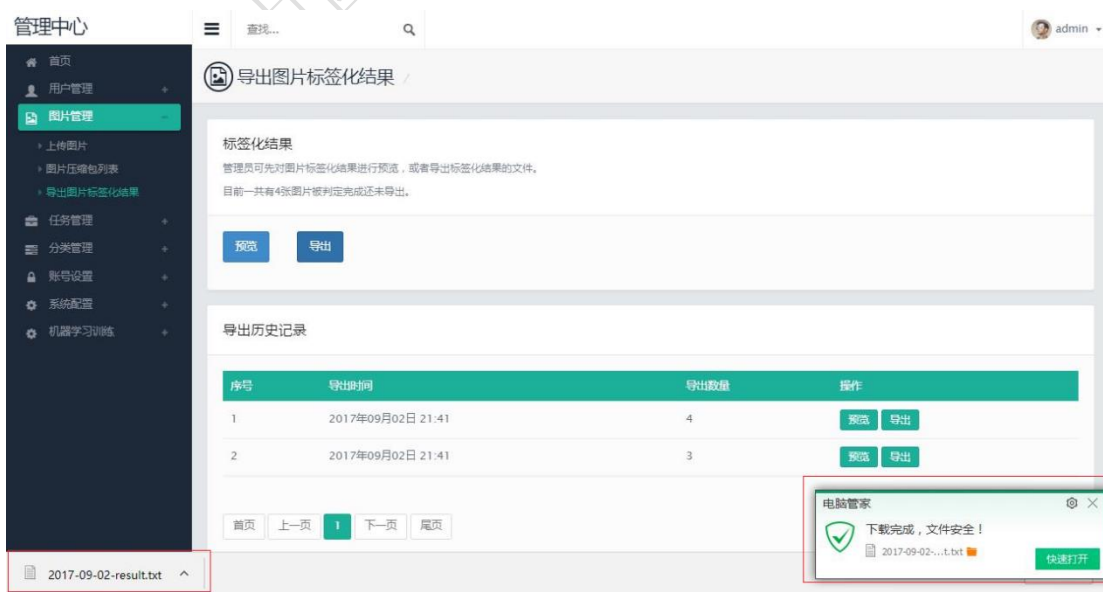 管理中心
查找...
admin
首页
用户管理
图片管理
上传图片
图片压缩包列表
导出图片标签化结果
任务管理
分类管理
账号设置
系统配置
机器学习训练
导出图片标签化结果 /
标签化结果
管理员可先对图片标签化结果进行预览，或者导出标签化结果的文件。
目前一共有4张图片被判定完成还未导出。
预览 导出
导出历史记录
序号 导出时间 导出数量 操作
1 2017年09月02日 21:41 4 预览 导出
2 2017年09月02日 21:41 3 预览 导出
首页 上一页 1 下一页 尾页
电脑管家
下载完成，文件安全！
2017-09-02-...t.txt
快速打开
2017-09-02-result.txt